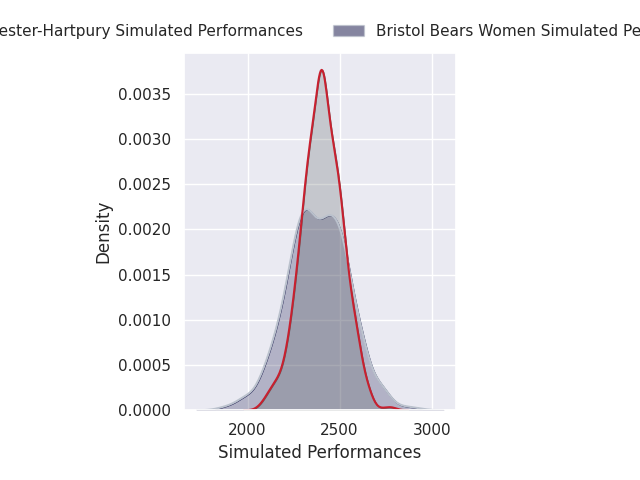 ester-Hartpury Simulated Performances Bristol Bears Women Simulated Pe
0.0035
0.0030
0.0025
0.0020
0.0015
0.0010
0.0005
0.0000
Density
2000 2500 3000
Simulated Performances